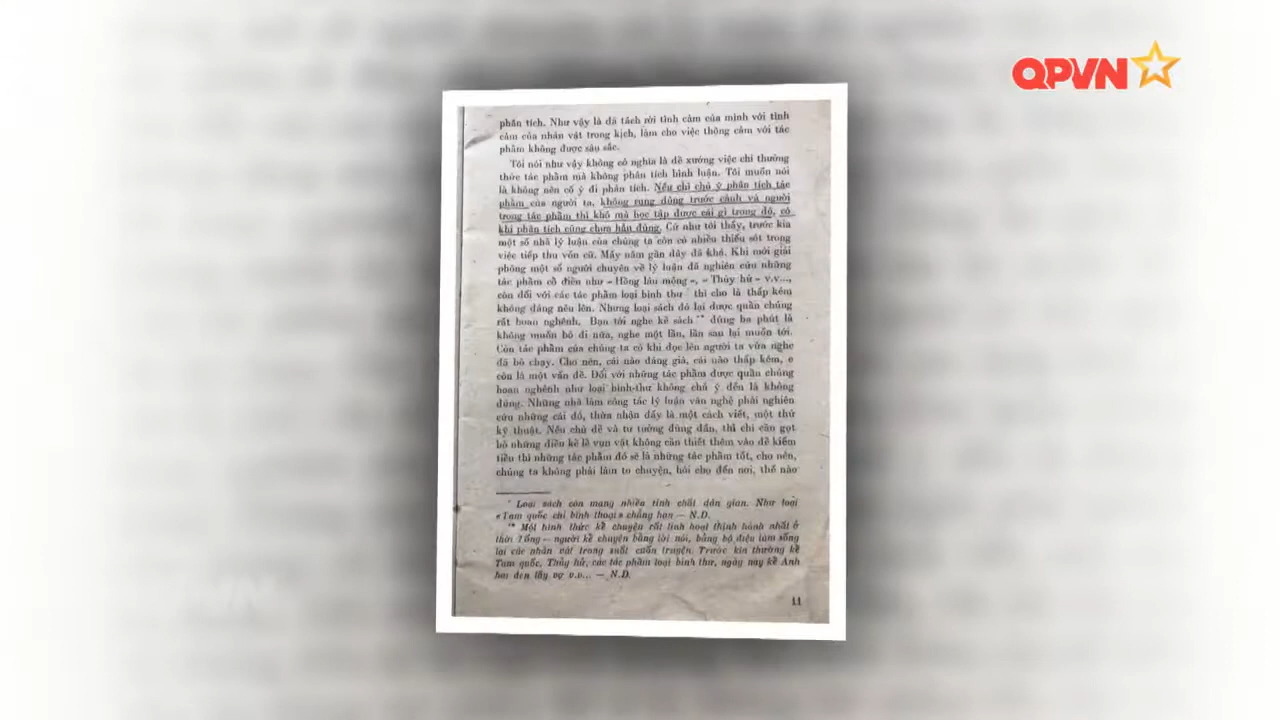 QPVN
phân tích. Như vậy là đã tách rời tình cảm của mình với tình
cảm của nhân vật trong kịch, làm cho việc thông cảm với tác
phẩm không được sâu sắc.
Tôi nói như vậy không có nghĩa là đề xướng việc chỉ thưởng
thức tác phẩm mà không phân tích bình luận. Tôi muốn nói
là không nên cố ý đi phân tích. Nếu chỉ chú ý phân tích tác
phẩm của người ta, không rung động trước cảnh và người
trong tác phẩm thì khó mà học tập được cái gì trong đó, có
khi phân tích cũng chưa hẳn đúng. Cứ như tôi thấy, trước kia
một số nhà lý luận của chúng ta còn có nhiều thiếu sót trong
việc tiếp thu vốn cũ. Mấy năm gần đây đã khá. Khi mới giải
phóng một số người chuyên về lý luận đã nghiên cứu những
tác phẩm cổ điển như «Hồng lâu mộng», «Thủy hử» v.v...,
còn đối với các tác phẩm loại bình thư * thì cho là thấp kém
không đáng nêu lên. Nhưng loại sách đó lại được quần chúng
rất hoan nghênh. Bạn tới nghe kể sách ** đứng ba phút là
không muốn bỏ đi nữa, nghe một lần, lần sau lại muốn tới.
Còn tác phẩm của chúng ta có khi đọc lên người ta vừa nghe
đã bỏ chạy. Cho nên, cái nào đáng giá, cái nào thấp kém,
còn là một vấn đề. Đối với những tác phẩm được quần chúng
hoan nghênh như loại bình-thư không chú ý đến là không
đúng. Những nhà làm công tác lý luận văn nghệ phải nghiên
cứu những cái đó, thừa nhận đấy là một cách viết, một thứ
kỹ thuật. Nếu chủ đề và tư tưởng đúng đắn, thì chỉ cần gọt
bỏ những điều kể lể vụn vặt không cần thiết thêm vào để kiếm
tiền thì những tác phẩm đó sẽ là những tác phẩm tốt, cho nên,
chúng ta không phải làm to chuyện, hỏi cho đến nơi, thế nào
* Loại sách còn mang nhiều tính chất dân gian. Như loại
«Tam quốc chí bình thoại» chẳng hạn — N.D.
** Một hình thức kể chuyện rất linh hoạt thịnh hành nhất ở
thời Tống — người kể chuyện bằng lời nói, bằng bộ điệu làm sống
lại các nhân vật trong suốt cuốn truyện. Trước kia thường kể
Tam quốc, Thủy hử, các tác phẩm loại bình thư, ngày nay kể Anh
hai đen lấy vợ v.v... — N.D.
11